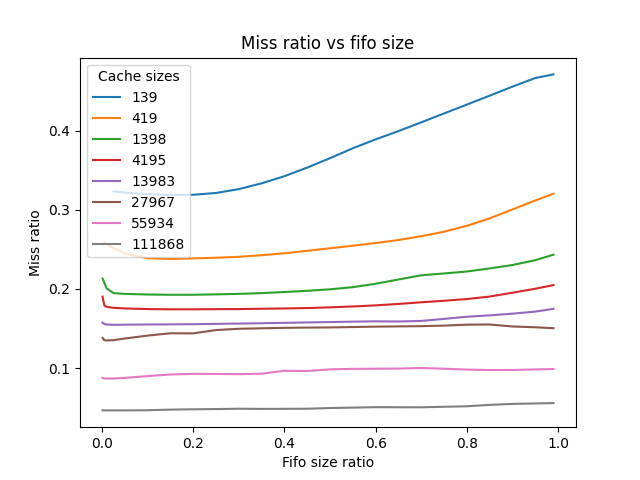 Miss ratio vs fifo size
Cache sizes
139
419
1398
4195
13983
27967
55934
111868
Miss ratio
0.4
0.3
0.2
0.1
0.0 0.2 0.4 0.6 0.8 1.0
Fifo size ratio